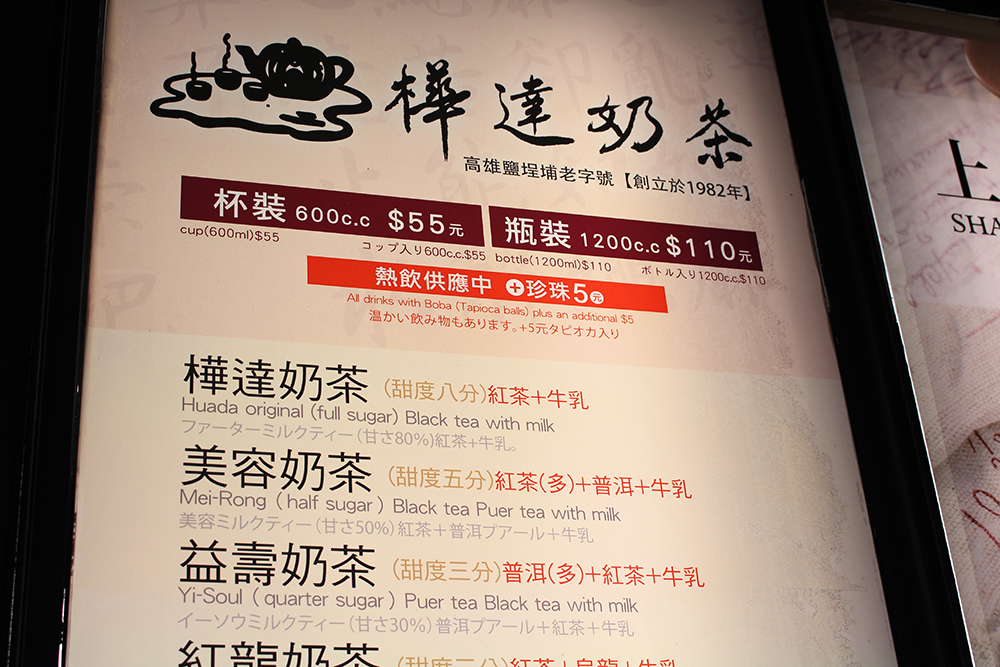 樺達奶茶
高雄鹽埕埔老字號【創立於1982年】
杯裝 600c.c $55元
瓶裝 1200c.c $110元
cup(600ml)$55
コップ入り600c.c.$55
bottle(1200ml)$110
ボトル入り1200c.c.$110
熱飲供應中 +珍珠5元
All drinks with Boba (Tapioca balls) plus an additional $5
温かい飲み物もあります。+5元タピオカ入り
樺達奶茶 (甜度八分)紅茶+牛乳
Huada original (full sugar) Black tea with milk
ファーターミルクティー(甘さ80%)紅茶+牛乳。
美容奶茶 (甜度五分)紅茶(多)+普洱+牛乳
Mei-Rong ( half sugar ) Black tea Puer tea with milk
美容ミルクティー(甘さ50%) 紅茶+普洱プアール+牛乳
益壽奶茶 (甜度三分)普洱(多)+紅茶+牛乳
Yi-Soul ( quarter sugar ) Puer tea Black tea with milk
イーソウミルクティー(甘さ30%) 普洱プアール+紅茶+牛乳
紅龍奶茶 紅茶+烏龍+牛乳
上
SHA